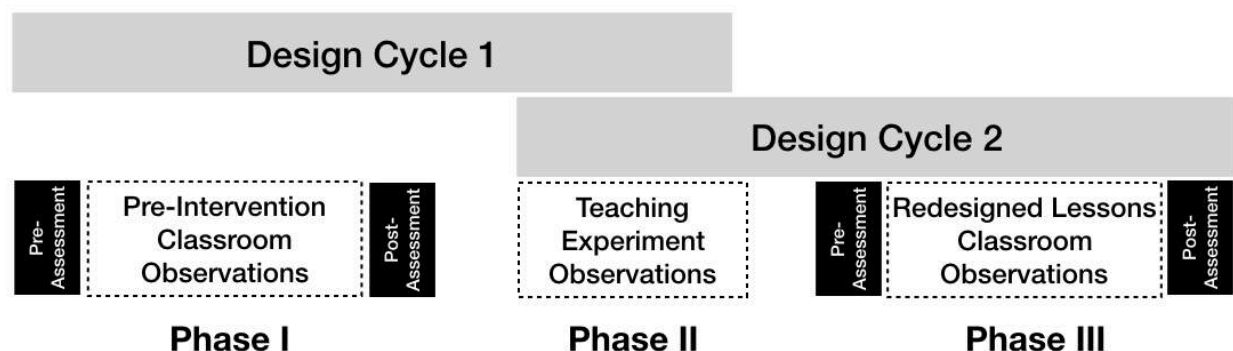 Design Cycle 1
Design Cycle 2
Pre-
Assessment
Pre-Intervention
Classroom
Observations
Post-
Assessment
Teaching
Experiment
Observations
Pre-
Assessment
Redesigned Lessons
Classroom
Observations
Post-
Assessment
Phase I
Phase II
Phase III